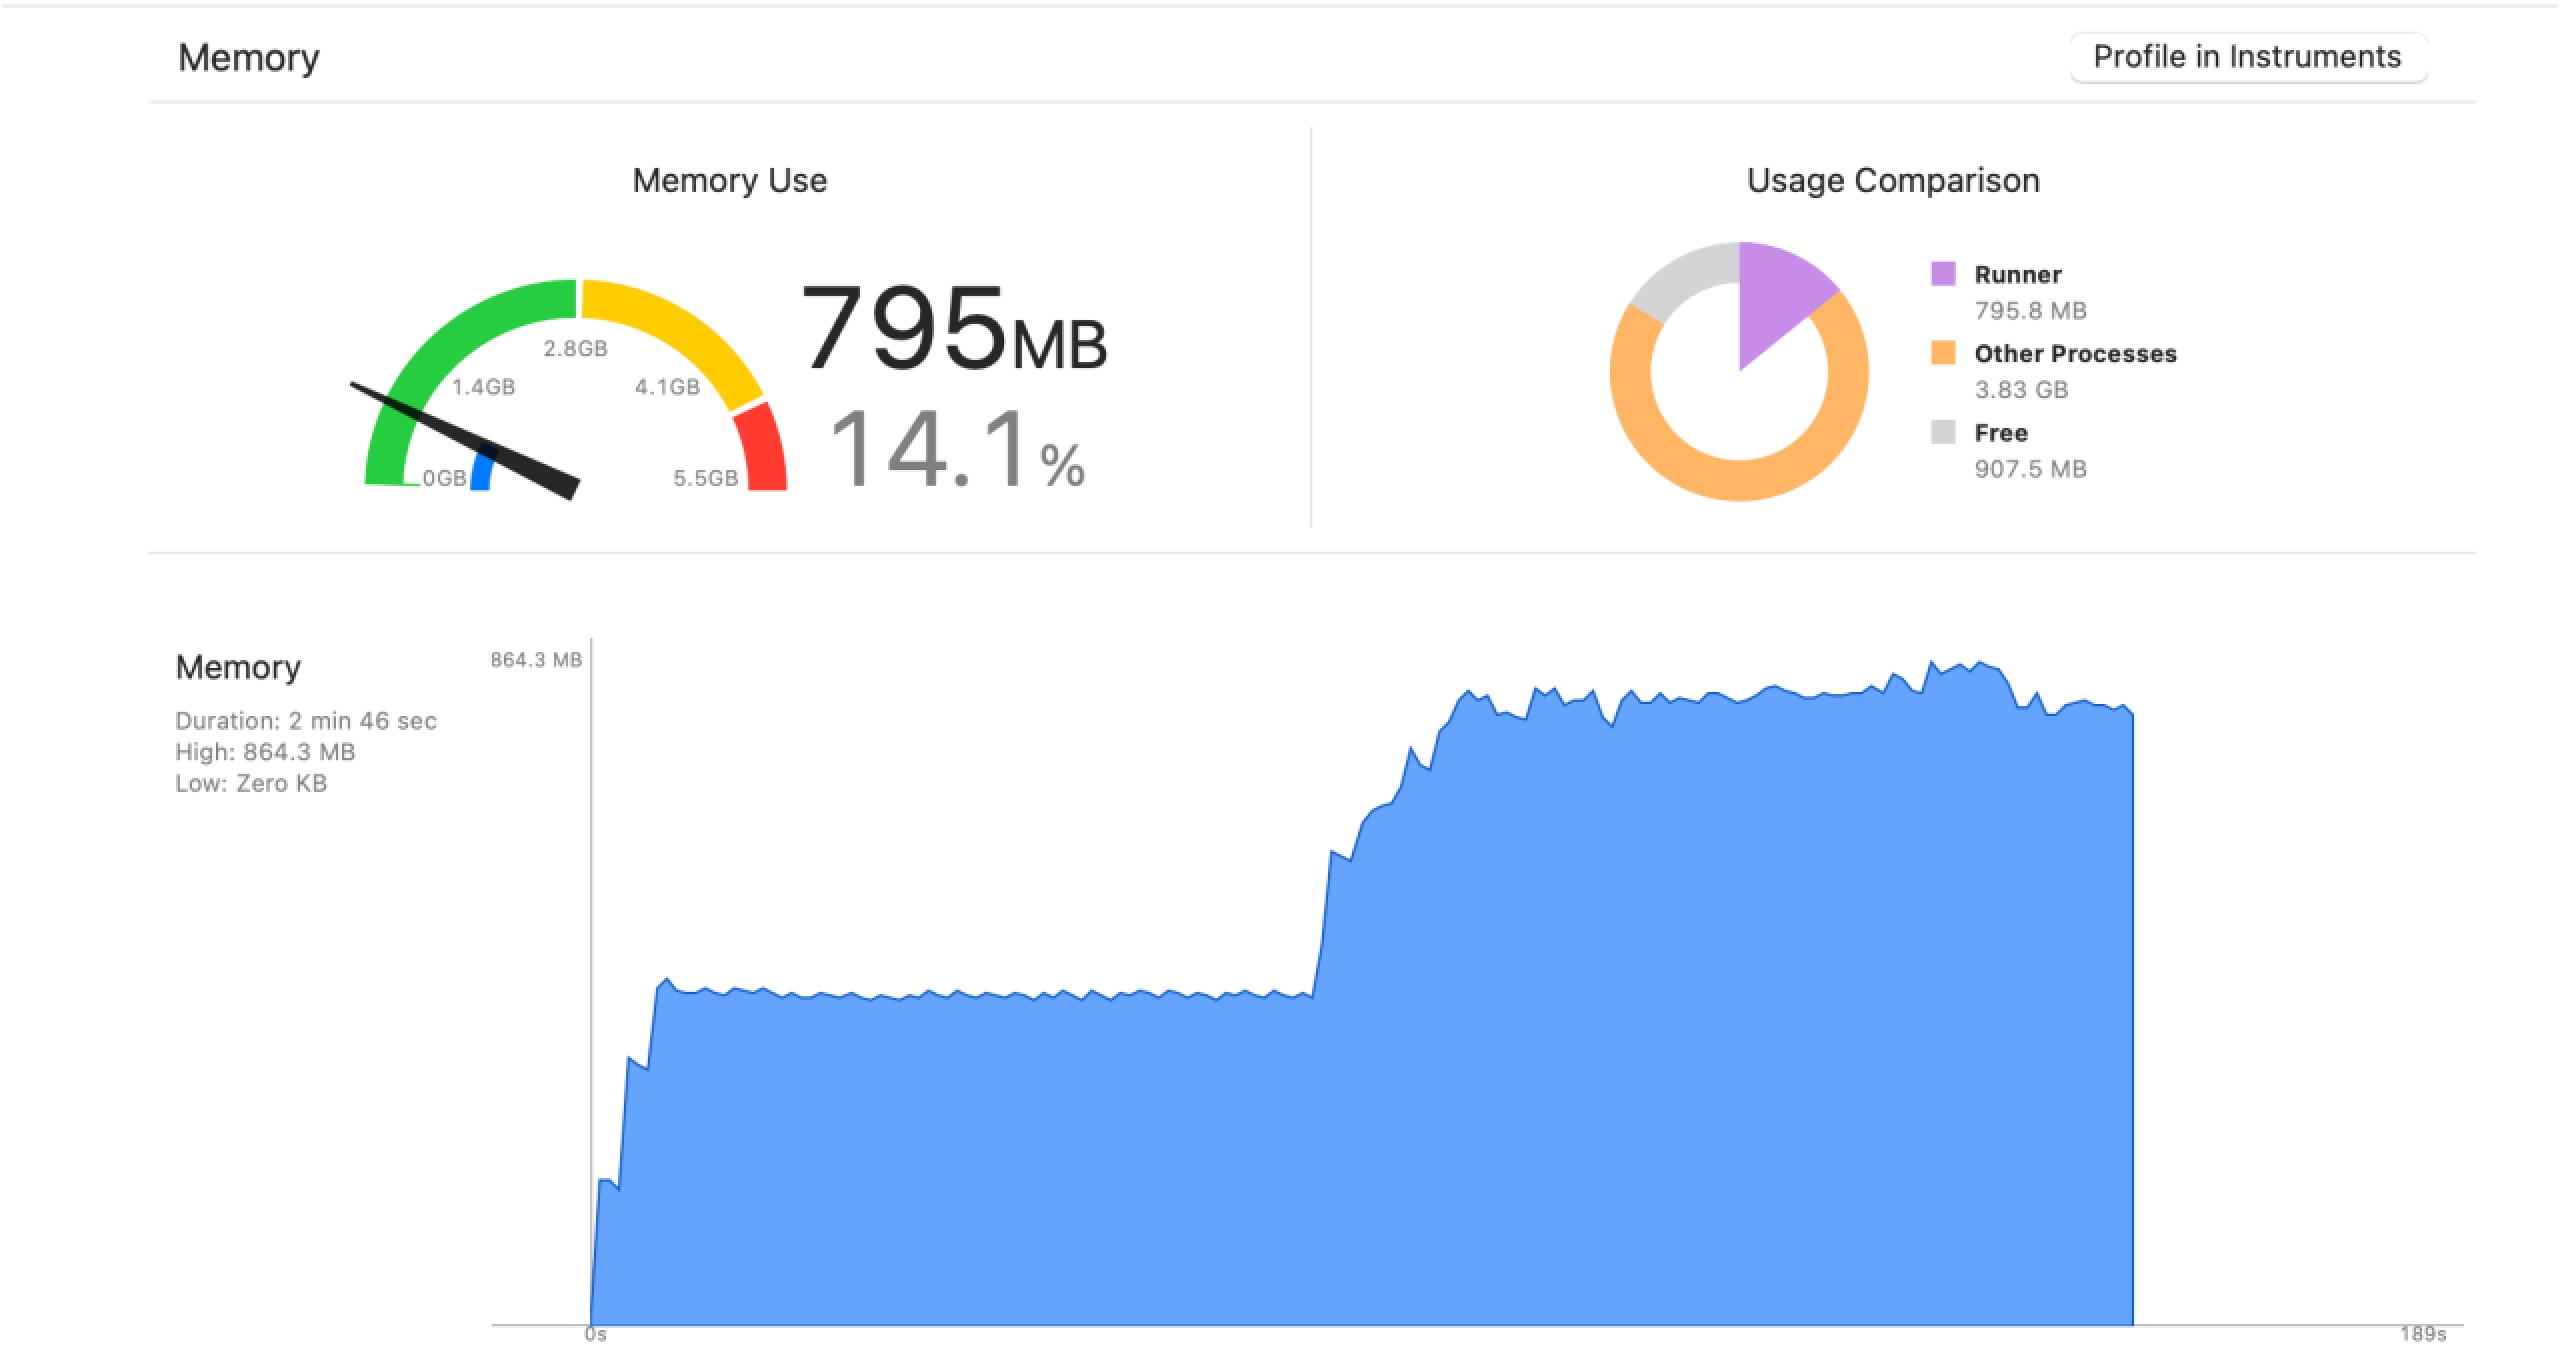 Memory
Profile in Instruments
Memory Use
Usage Comparison
2.8GB
1.4GB
4.1GB
0GB
5.5GB
795MB
14.1%
Runner
795.8 MB
Other Processes
3.83 GB
Free
907.5 MB
Memory
Duration: 2 min 46 sec
High: 864.3 MB
Low: Zero KB
864.3 MB
0s
189s